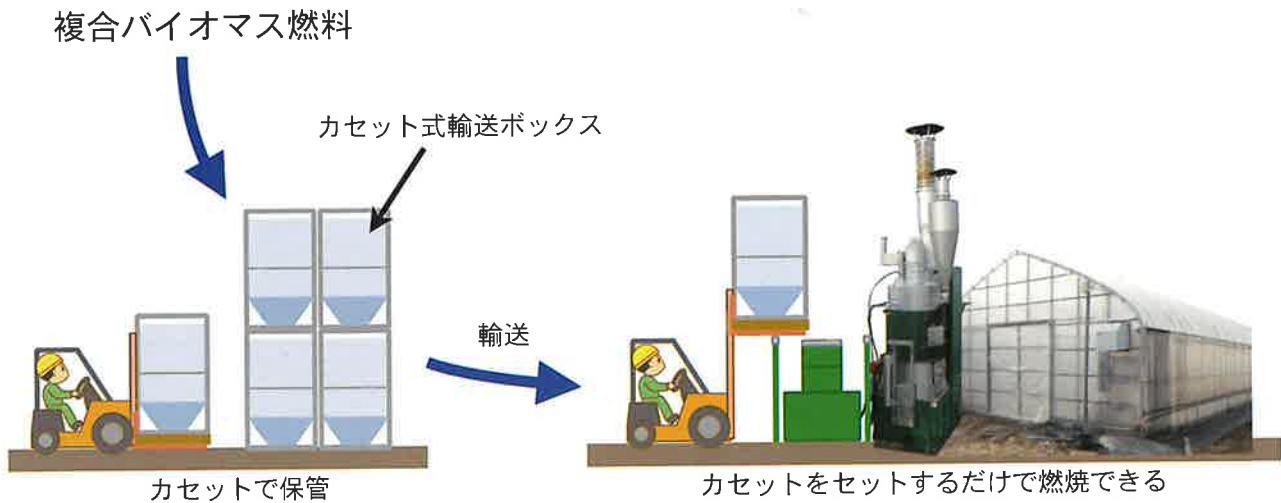 複合バイオマス燃料
カセット式輸送ボックス
輸送
カセットで保管
カセットをセットするだけで燃焼できる